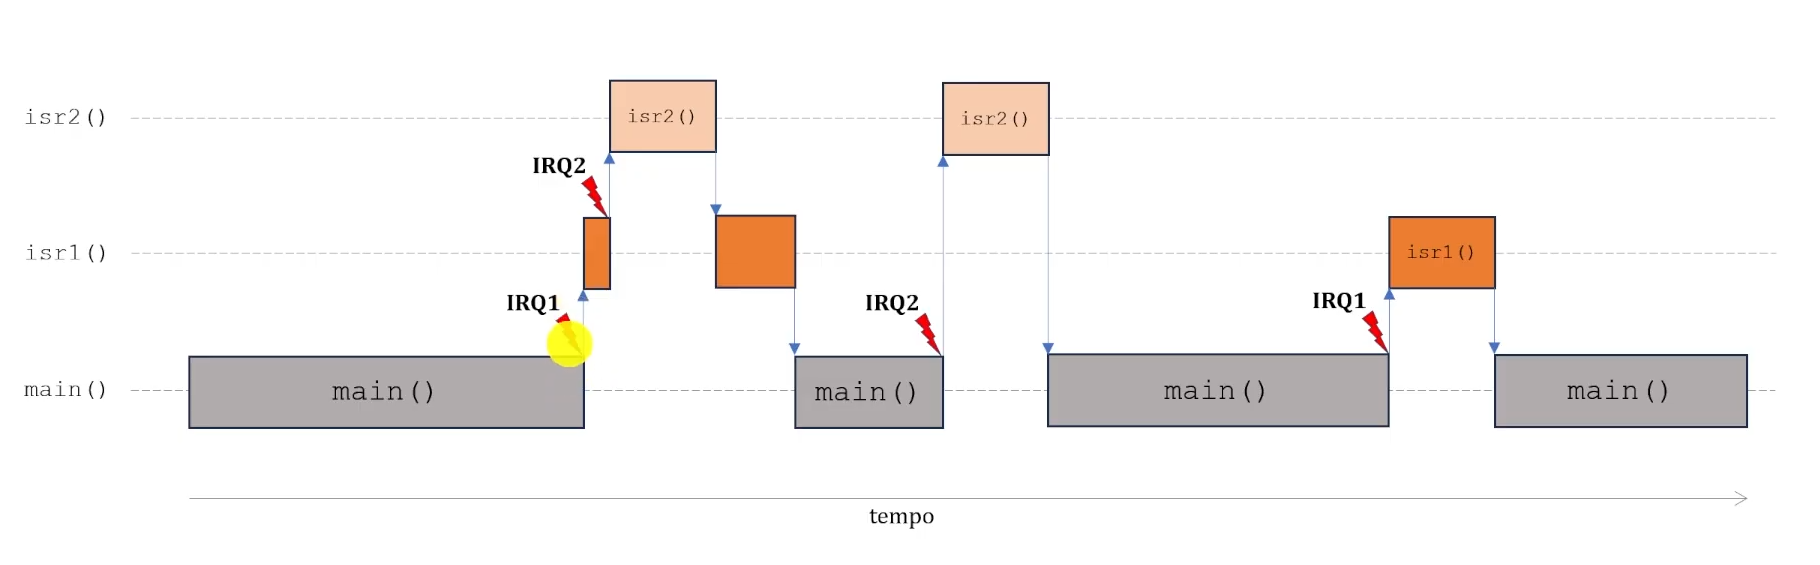 isr2()
isr2()
isr2()
IRQ2
isr1()
isr1()
IRQ1
IRQ2
IRQ1
main()
main()
main()
main()
main()
tempo